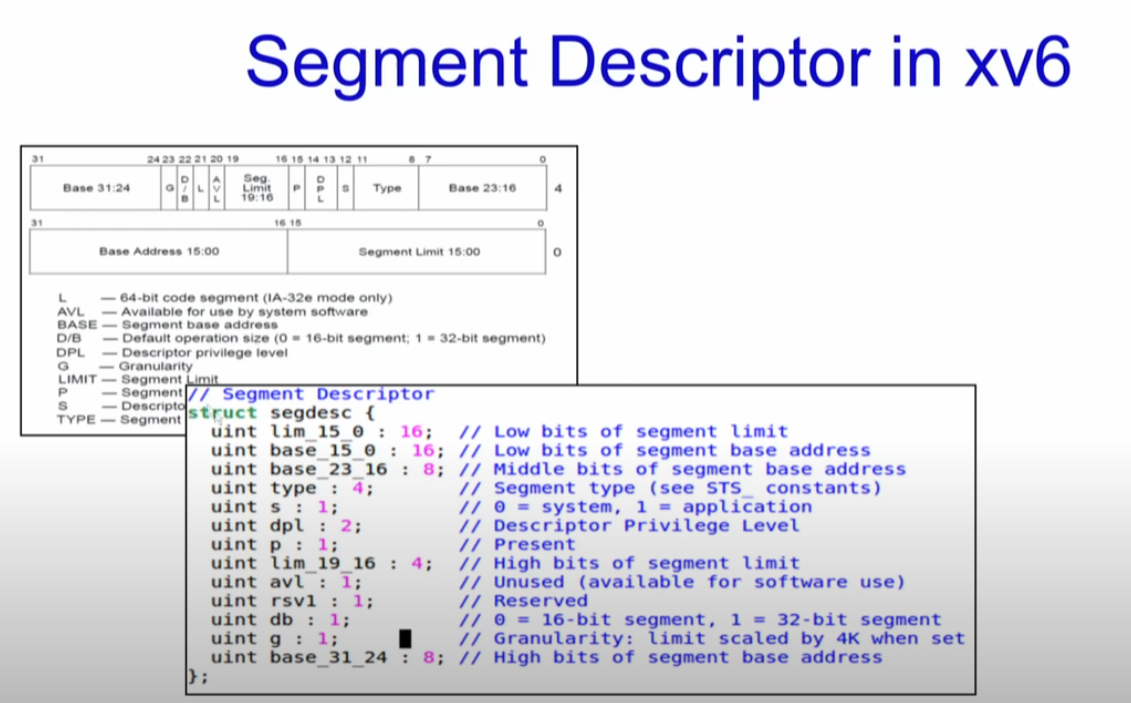 Segment Descriptor in xv6
31 24 23 22 21 20 19 16 15 14 13 12 11 8 7 0
Base 31:24 G D/B L AVL Seg. Limit 19:16 P DPL S Type Base 23:16 4
31 16 15 0
Base Address 15:00 Segment Limit 15:00 0
L — 64-bit code segment (IA-32e mode only)
AVL — Available for use by system software
BASE — Segment base address
D/B — Default operation size (0 = 16-bit segment; 1 = 32-bit segment)
DPL — Descriptor privilege level
G — Granularity
LIMIT — Segment Limit
P — Segment
S — Descripto
TYPE — Segment
// Segment Descriptor
struct segdesc {
uint lim_15_0 : 16; // Low bits of segment limit
uint base_15_0 : 16; // Low bits of segment base address
uint base_23_16 : 8; // Middle bits of segment base address
uint type : 4; // Segment type (see STS_ constants)
uint s : 1; // 0 = system, 1 = application
uint dpl : 2; // Descriptor Privilege Level
uint p : 1; // Present
uint lim_19_16 : 4; // High bits of segment limit
uint avl : 1; // Unused (available for software use)
uint rsv1 : 1; // Reserved
uint db : 1; // 0 = 16-bit segment, 1 = 32-bit segment
uint g : 1; // Granularity: limit scaled by 4K when set
uint base_31_24 : 8; // High bits of segment base address
};